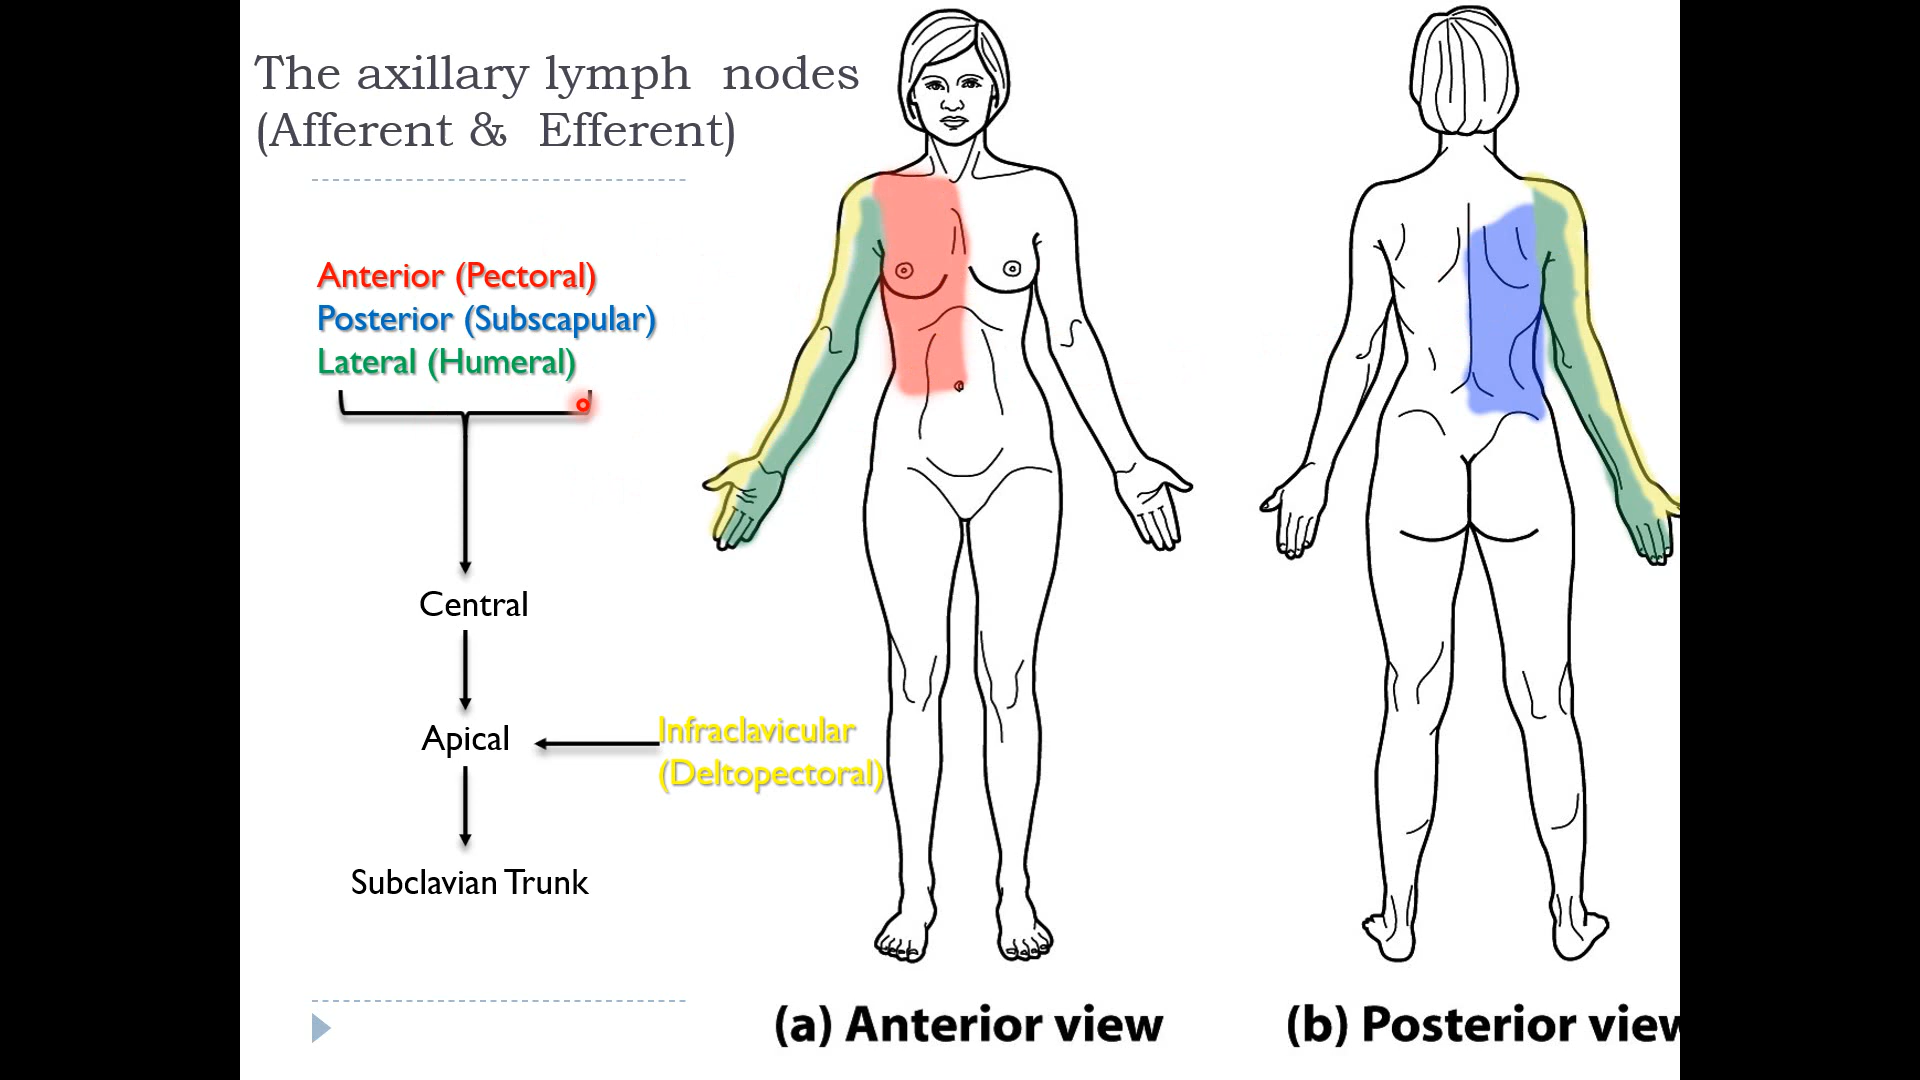 The axillary lymph nodes
(Afferent & Efferent)
Anterior (Pectoral)
Posterior (Subscapular)
Lateral (Humeral)
Central
Apical
Infraclavicular
(Deltopectoral)
Subclavian Trunk
(a) Anterior view
(b) Posterior view